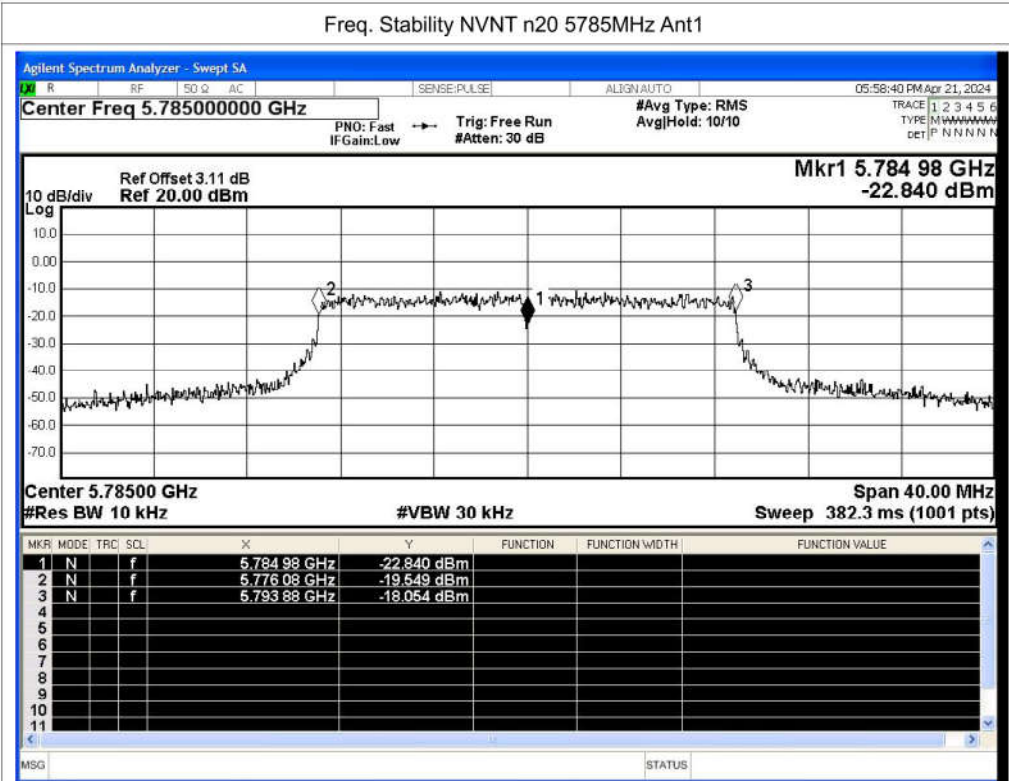 Freq. Stability NVNT n20 5785MHz Ant1
Agilent Spectrum Analyzer - Swept SA
LXI R RF 50 Ω AC SENSE:PULSE ALIGN AUTO 05:58:40 PM Apr 21, 2024
Center Freq 5.785000000 GHz #Avg Type: RMS TRACE 1 2 3 4 5 6
PNO: Fast Trig: Free Run Avg|Hold: 10/10 TYPE M WWWWW
IFGain:Low #Atten: 30 dB DET P N N N N N
Mkr1 5.784 98 GHz
Ref Offset 3.11 dB
10 dB/div Ref 20.00 dBm -22.840 dBm
Log
10.0
0.00
-10.0
2 1 3
-20.0
-30.0
-40.0
-50.0
-60.0
-70.0
Center 5.78500 GHz Span 40.00 MHz
#Res BW 10 kHz #VBW 30 kHz Sweep 382.3 ms (1001 pts)
MKR MODE TRC SCL X Y FUNCTION FUNCTION WIDTH FUNCTION VALUE
1 N f 5.784 98 GHz -22.840 dBm
2 N f 5.776 08 GHz -19.549 dBm
3 N f 5.793 88 GHz -18.054 dBm
4
5
6
7
8
9
10
11
MSG STATUS